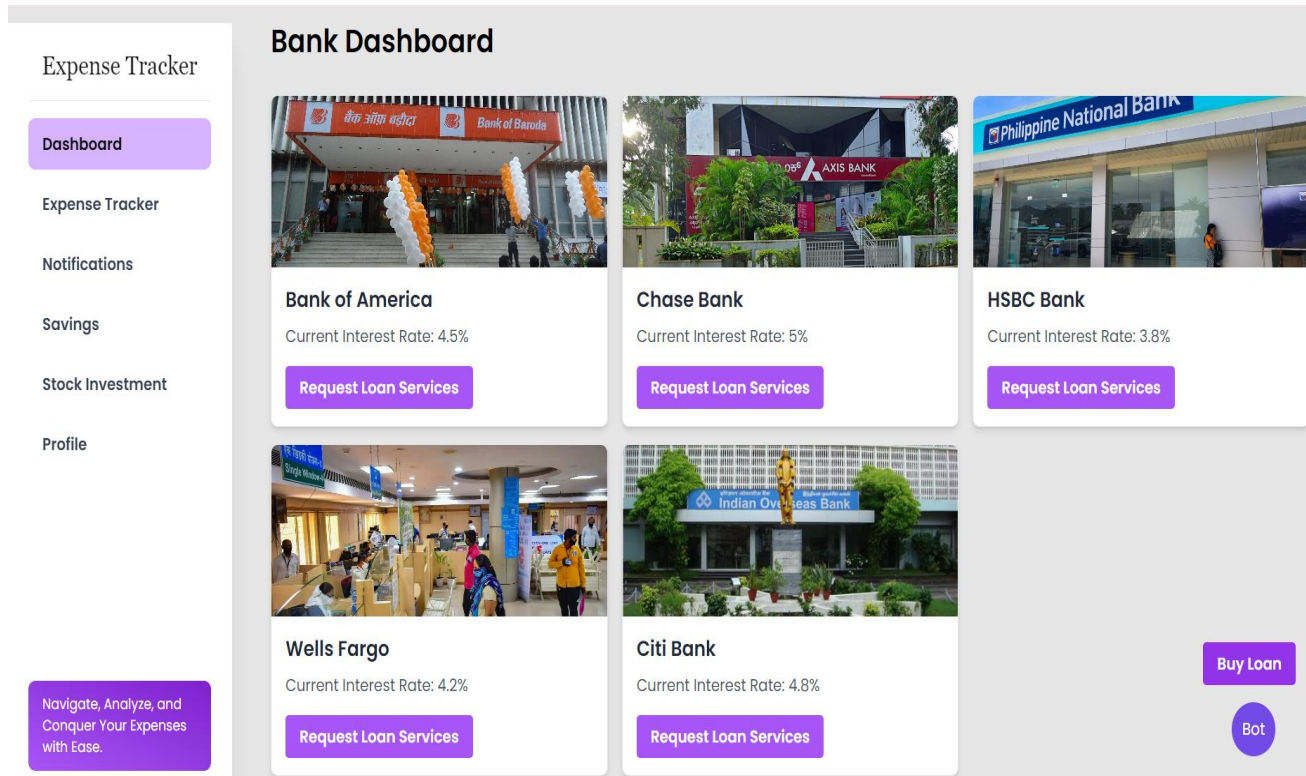 Expense Tracker
Dashboard
Expense Tracker
Notifications
Savings
Stock Investment
Profile
Navigate, Analyze, and
Conquer Your Expenses
with Ease.
Bank Dashboard
बैंक ऑफ़ बड़ौदा Bank of Baroda
Bank of America
Current Interest Rate: 4.5%
Request Loan Services
AXIS BANK
Chase Bank
Current Interest Rate: 5%
Request Loan Services
Philippine National Bank
HSBC Bank
Current Interest Rate: 3.8%
Request Loan Services
Single Window-
Wells Fargo
Current Interest Rate: 4.2%
Request Loan Services
Indian Overseas Bank
Citi Bank
Current Interest Rate: 4.8%
Request Loan Services
Buy Loan
Bot